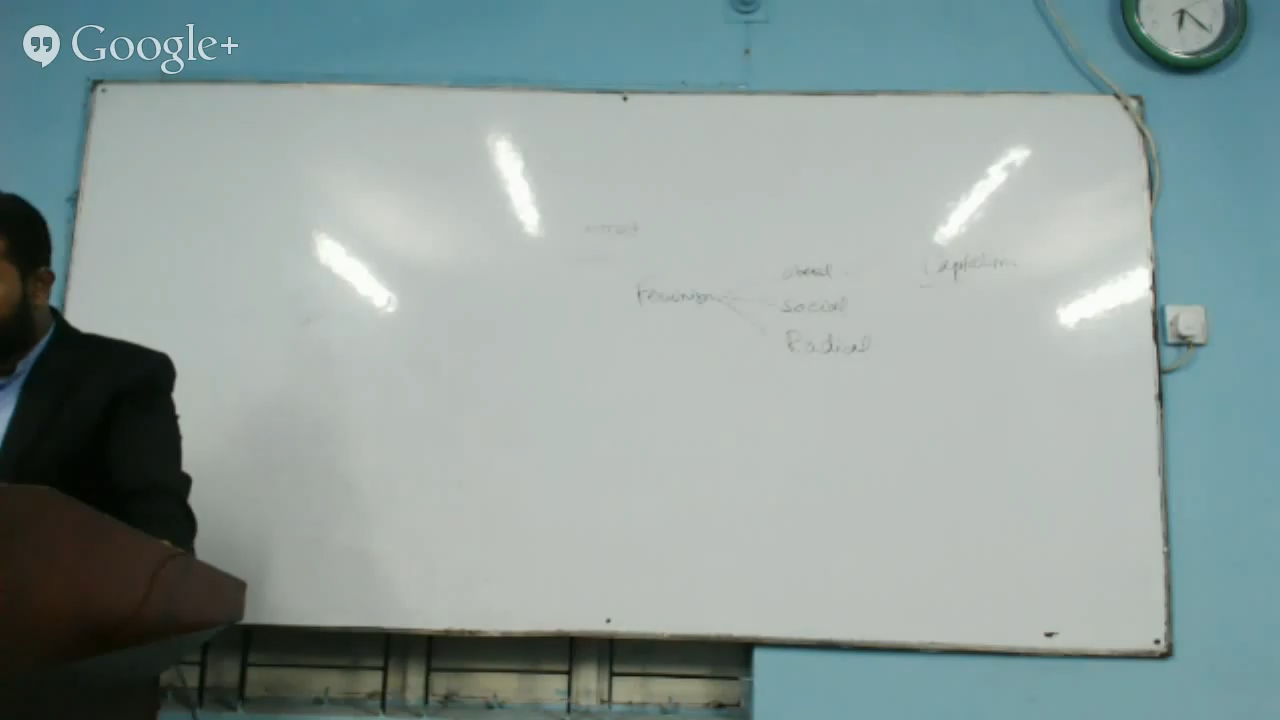 Google+
Feminism
liberal
Capitalism
social
Radical